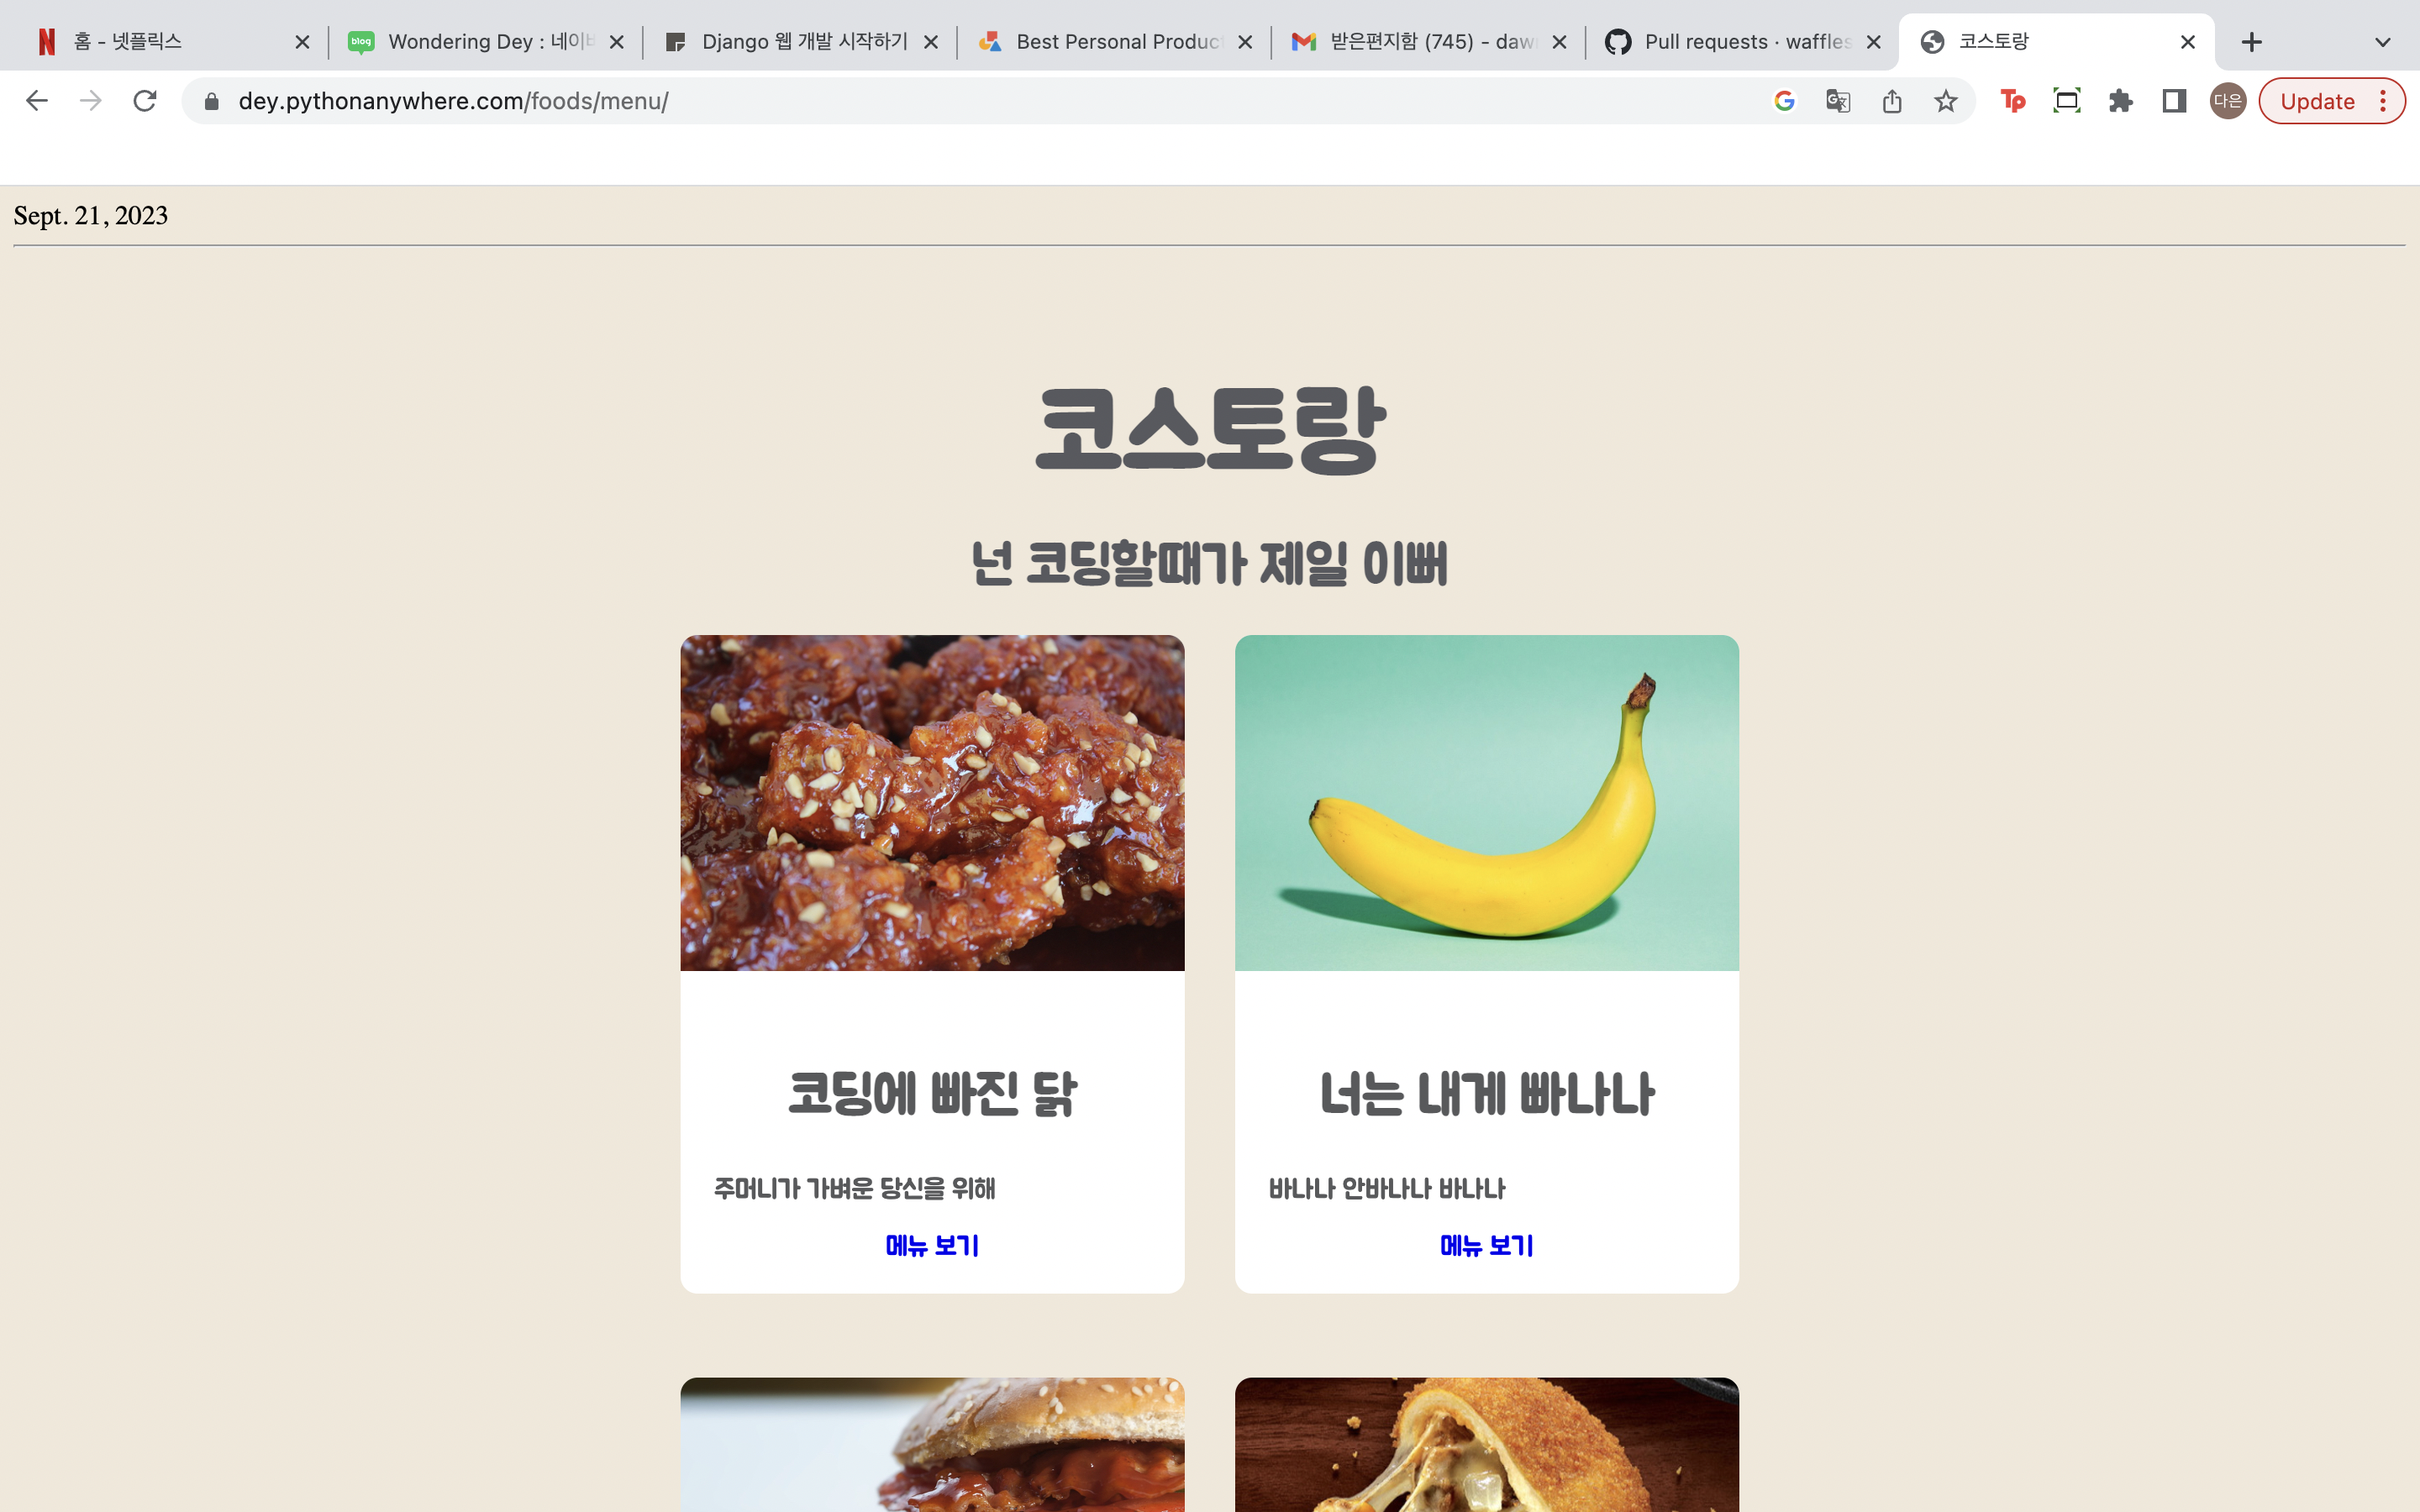 홈 - 넷플릭스
blog
Wondering Dey : 네이
Django 웹 개발 시작하기
Best Personal Produc
받은편지함 (745) - daw
Pull requests · waffles
코스토랑
dey.pythonanywhere.com/foods/menu/
다은
Update
Sept. 21, 2023
코스토랑
넌 코딩할때가 제일 이뻐
코딩에 빠진 닭
너는 내게 빠나나
주머니가 가벼운 당신을 위해
바나나 안바나나 바나나
메뉴 보기
메뉴 보기